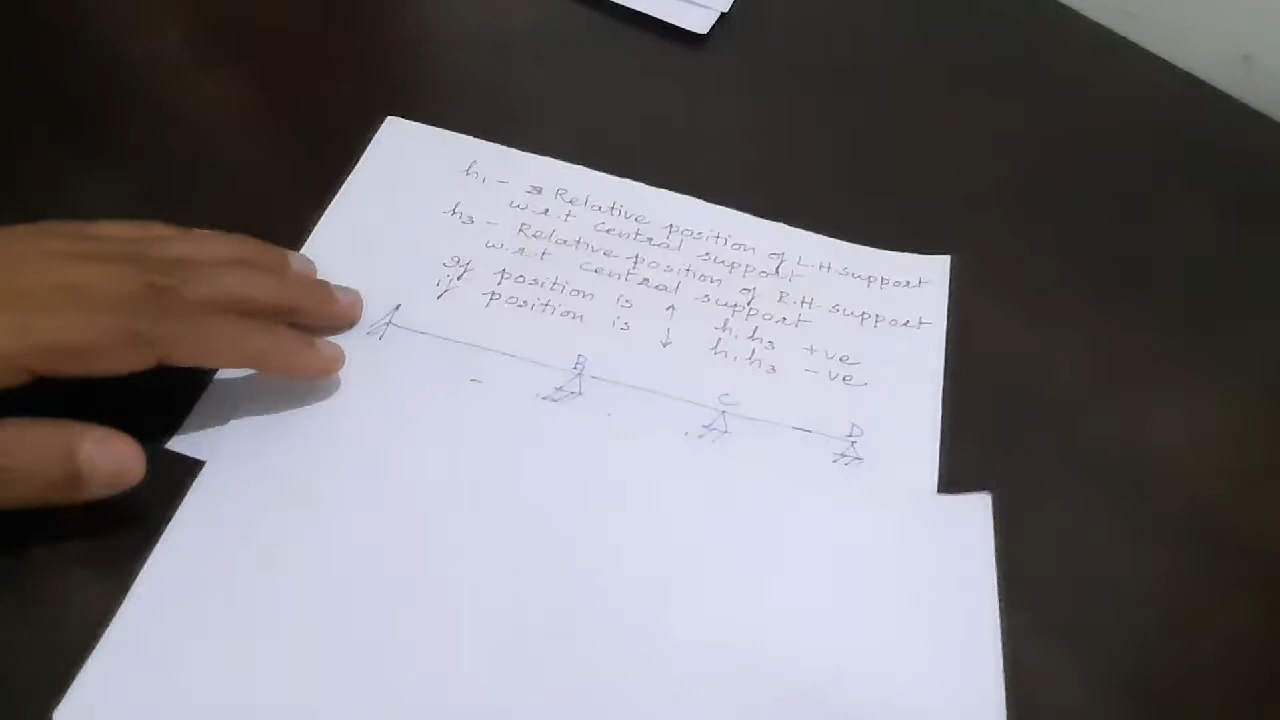 h₁ - Relative position of L.H support
w.r.t central support
h₃ - Relative position of R.H. support
w.r.t central support
If position is ↑ h₁ h₃ +ve
if position is ↓ h₁ h₃ -ve
B
C
D